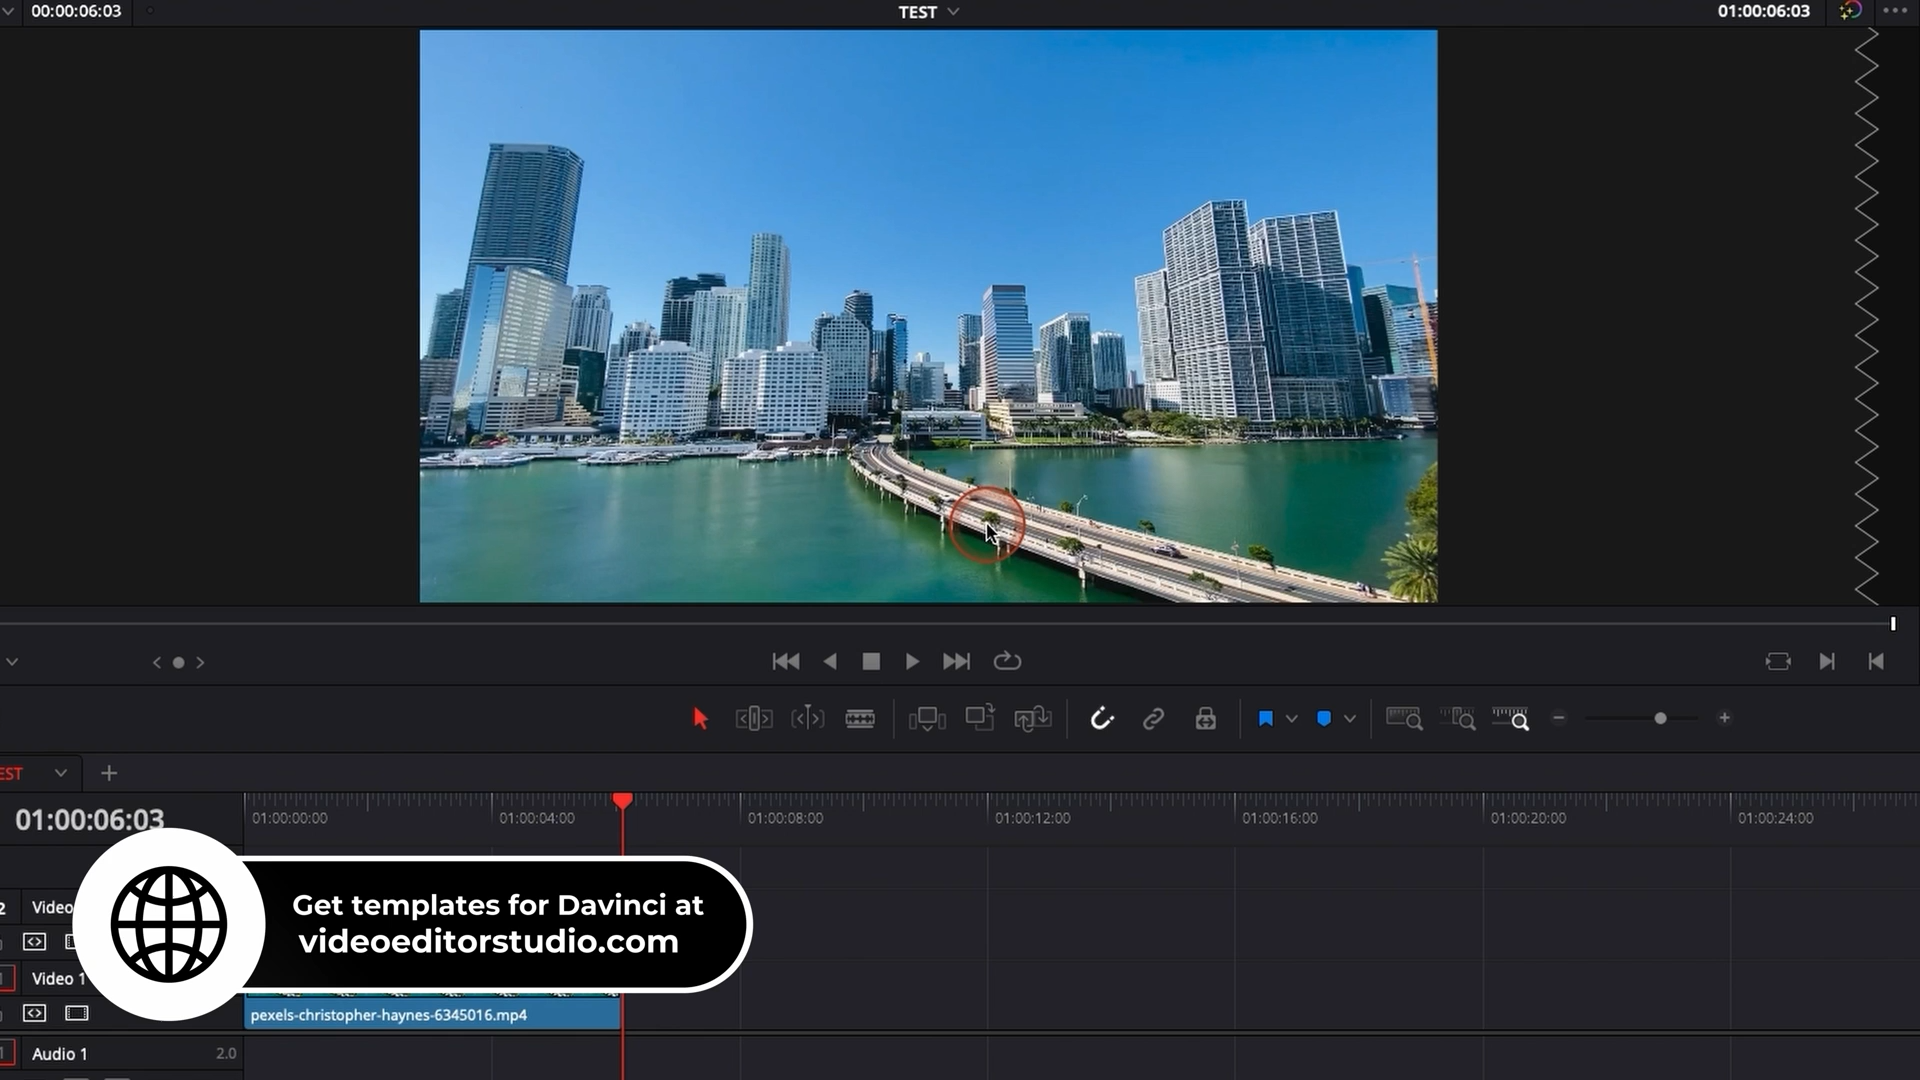 00:00:06:03
TEST
01:00:06:03
EST
01:00:06:03
01:00:00:00
01:00:04:00
01:00:08:00
01:00:12:00
01:00:16:00
01:00:20:00
01:00:24:00
2
Video
Get templates for Davinci at
videoeditorstudio.com
Video 1
pexels-christopher-haynes-6345016.mp4
Audio 1
2.0